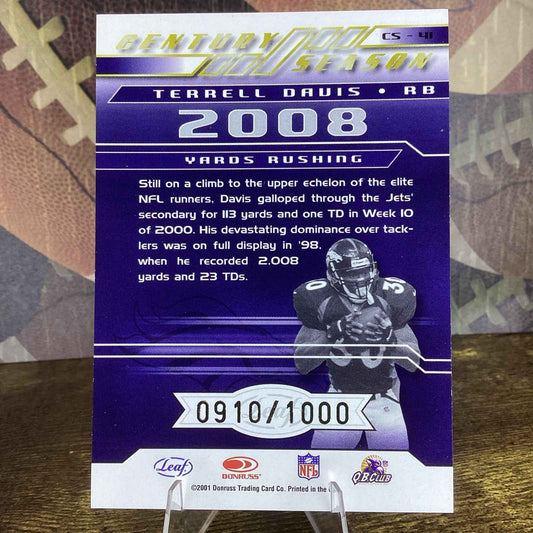 CENTURY
SEASON
CS - 41
TERRELL DAVIS • RB
2008
YARDS RUSHING
Still on a climb to the upper echelon of the elite
NFL runners, Davis galloped through the Jets'
secondary for 113 yards and one TD in Week 10
of 2000. His devastating dominance over tack-
lers was on full display in '98,
when he recorded 2,008
yards and 23 TDs.
30
0910/1000
Leaf
DONRUSS
NFL
QB CLUB
©2001 Donruss Trading Card Co. Printed in the